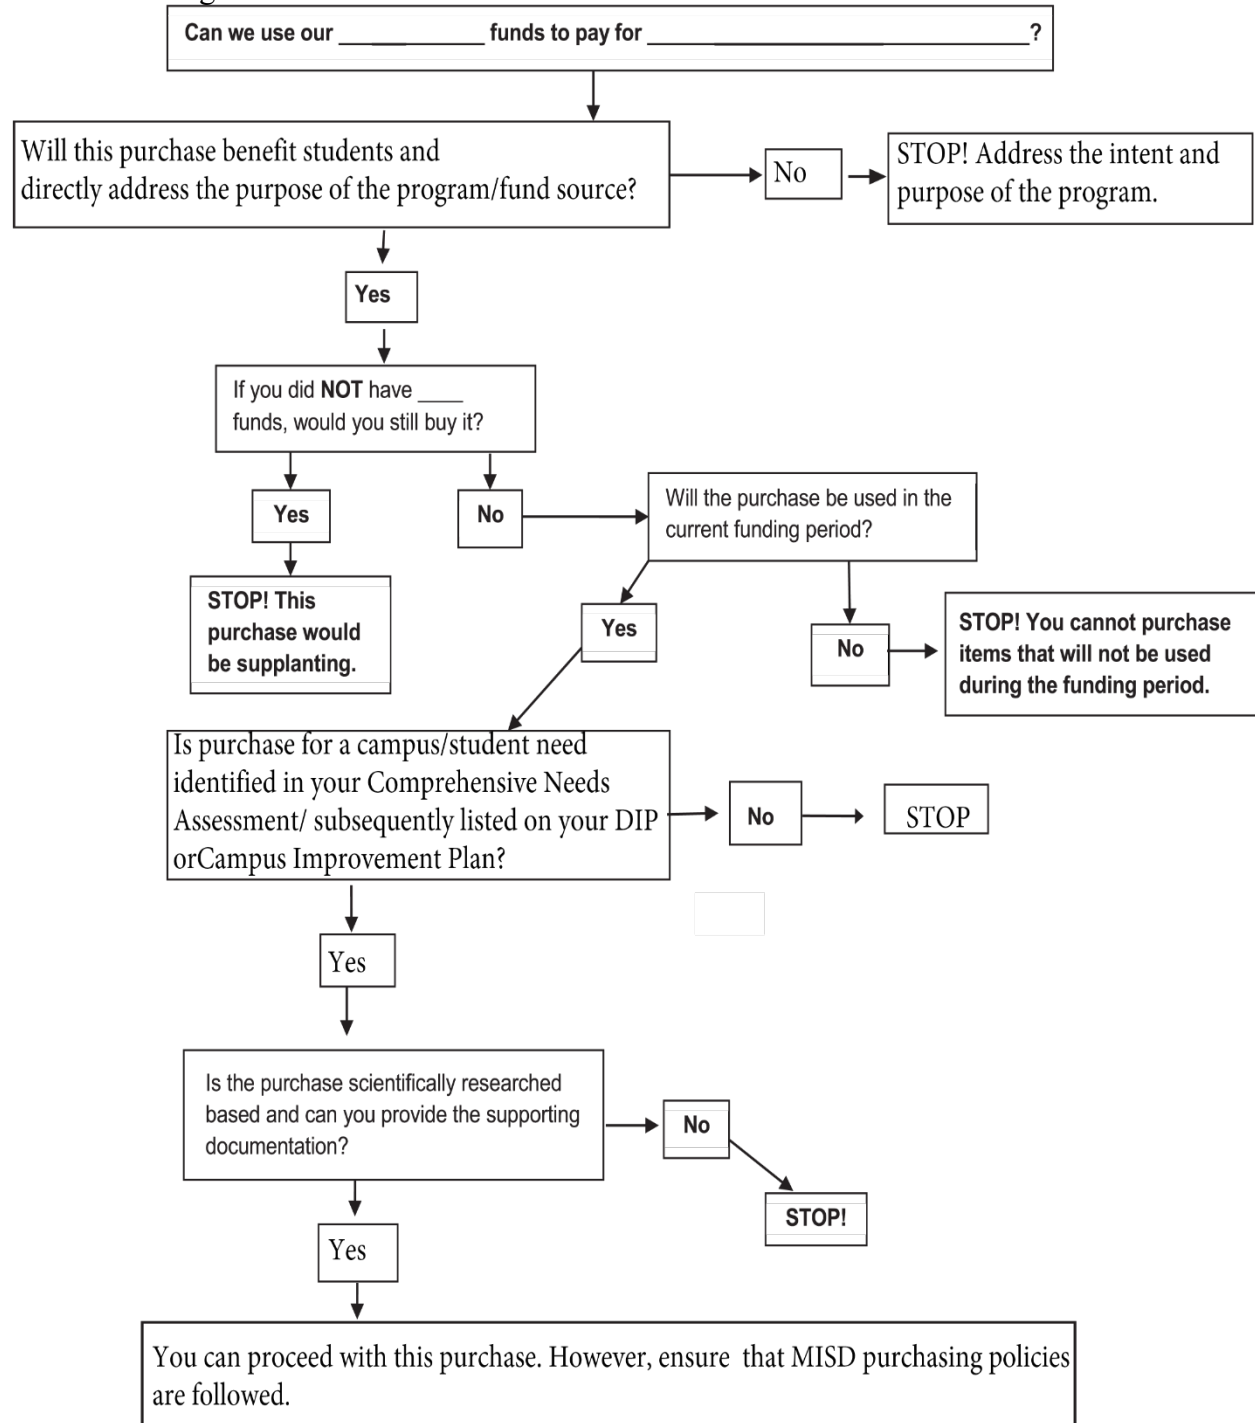 Can we use our ____________ funds to pay for ________________________________?
Will this purchase benefit students and
directly address the purpose of the program/fund source?
No
STOP! Address the intent and
purpose of the program.
Yes
If you did NOT have ____
funds, would you still buy it?
Yes
No
Will the purchase be used in the
current funding period?
STOP! This
purchase would
be supplanting.
Yes
No
STOP! You cannot purchase
items that will not be used
during the funding period.
Is purchase for a campus/student need
identified in your Comprehensive Needs
Assessment/ subsequently listed on your DIP
orCampus Improvement Plan?
No
STOP
Yes
Is the purchase scientifically researched
based and can you provide the supporting
documentation?
No
STOP!
Yes
You can proceed with this purchase. However, ensure that MISD purchasing policies
are followed.